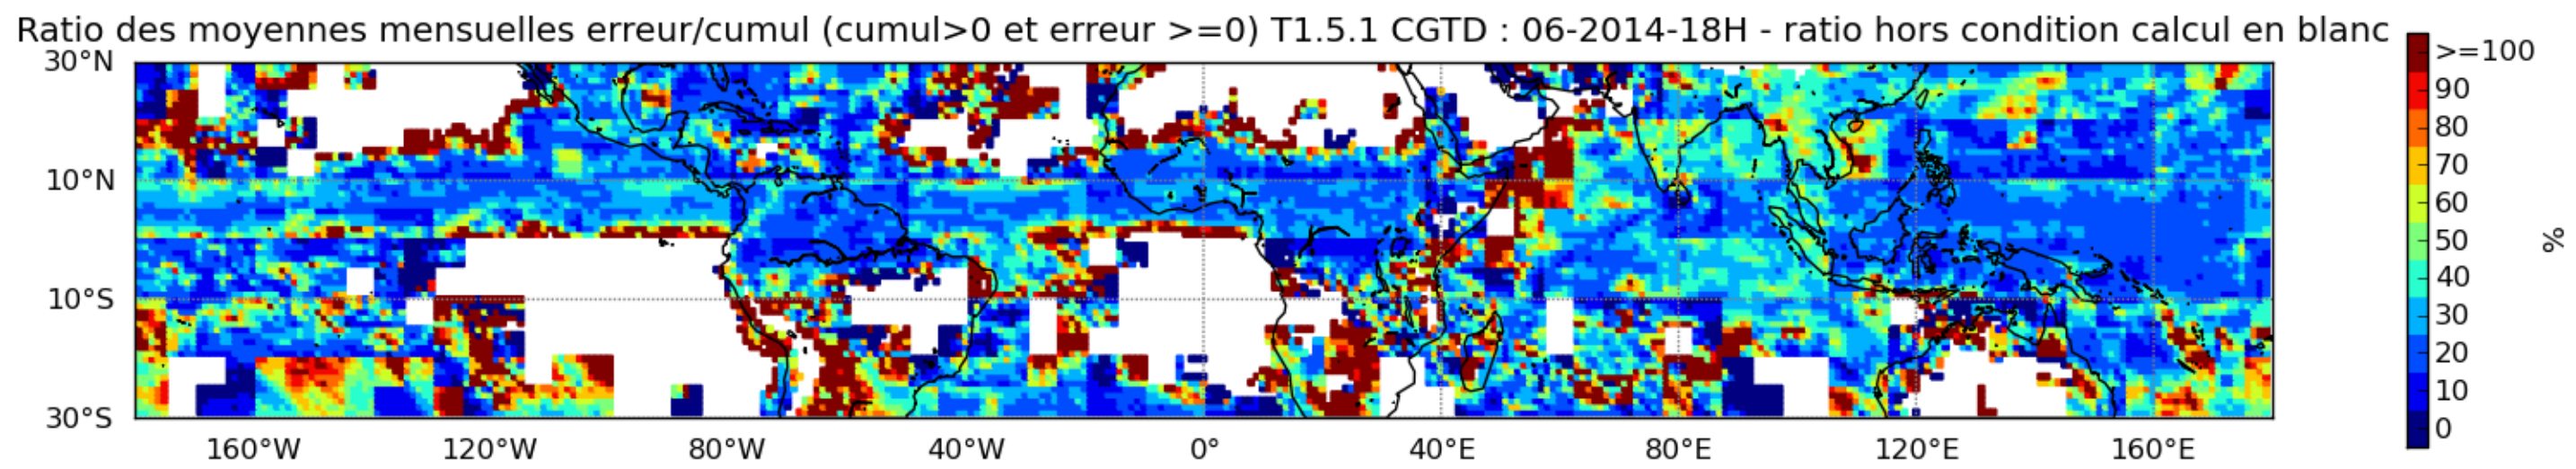 Ratio des moyennes mensuelles erreur/cumul (cumul>0 et erreur >=0) T1.5.1 CGTD : 06-2014-18H - ratio hors condition calcul en blanc
30°N
10°N
10°S
30°S
160°W 120°W 80°W 40°W 0° 40°E 80°E 120°E 160°E
>=100
90
80
70
60
50
40
30
20
10
0
%